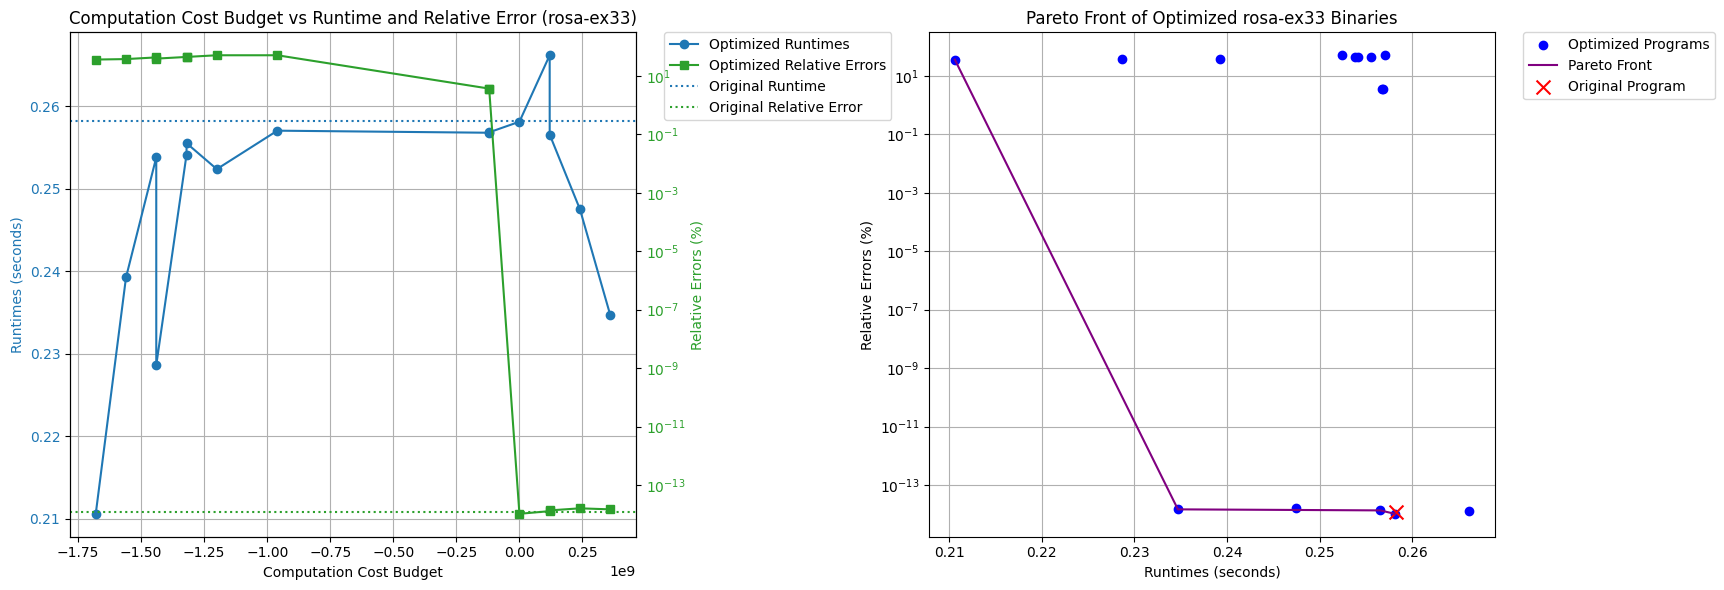 Computation Cost Budget vs Runtime and Relative Error (rosa-ex33)
Runtimes (seconds)
0.26
0.25
0.24
0.23
0.22
0.21
−1.75 −1.50 −1.25 −1.00 −0.75 −0.50 −0.25 0.00 0.25
1e9
Computation Cost Budget
10^1
10^−1
10^−3
10^−5
10^−7
10^−9
10^−11
10^−13
Relative Errors (%)
Optimized Runtimes
Optimized Relative Errors
Original Runtime
Original Relative Error
Pareto Front of Optimized rosa-ex33 Binaries
Relative Errors (%)
10^1
10^−1
10^−3
10^−5
10^−7
10^−9
10^−11
10^−13
0.21 0.22 0.23 0.24 0.25 0.26
Runtimes (seconds)
Optimized Programs
Pareto Front
Original Program